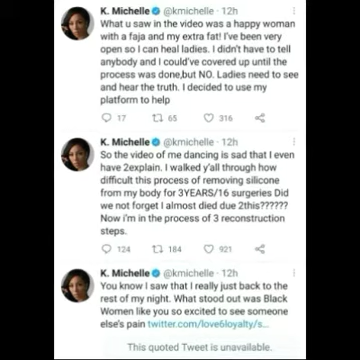 K. Michelle @kmichelle · 12h
What u saw in the video was a happy woman
with a faja and my extra fat! I've been very
open so I can heal ladies. I didn't have to tell
anybody and I could've covered up until the
process was done,but NO. Ladies need to see
and hear the truth. I decided to use my
platform to help
17 65 316
K. Michelle @kmichelle · 12h
So the video of me dancing is sad that I even
have 2explain. I walked y'all through how
difficult this process of removing silicone
from my body for 3YEARS/16 surgeries Did
we not forget I almost died due 2this??????
Now i'm in the process of 3 reconstruction
steps.
124 184 921
K. Michelle @kmichelle · 12h
You know I saw that I really just back to the
rest of my night. What stood out was Black
Women like you so excited to see someone
else's pain twitter.com/love6loyalty/s...
This quoted Tweet is unavailable.